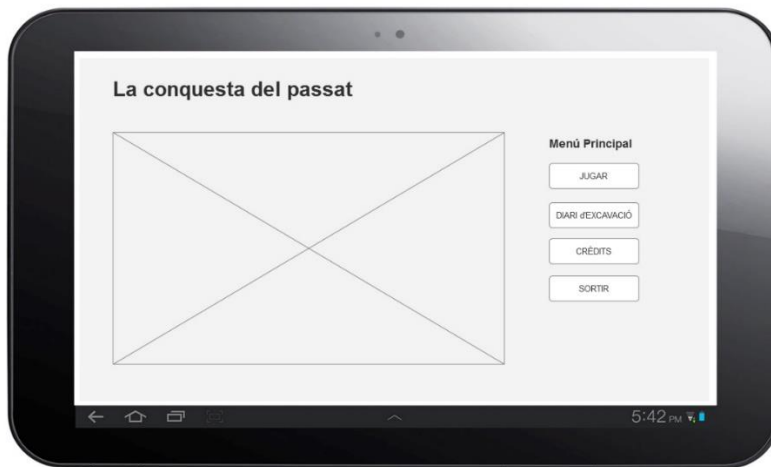 La conquesta del passat
Menú Principal
JUGAR
DIARI d'EXCAVACIÓ
CRÈDITS
SORTIR
5:42 PM